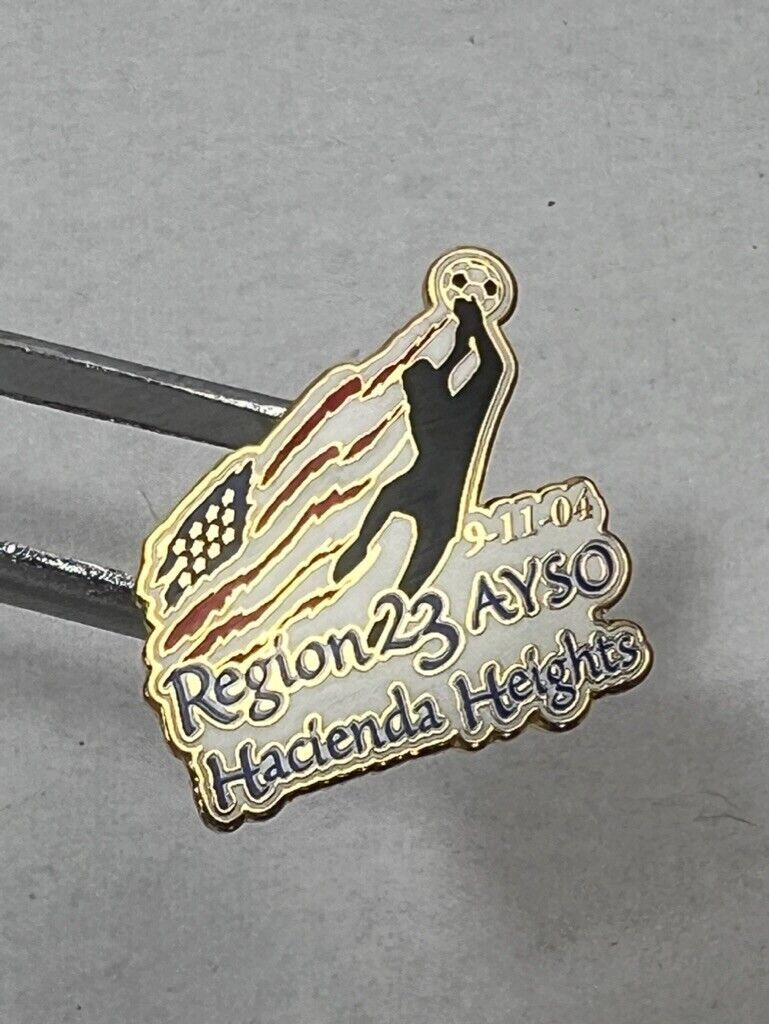 9-11-04
Region 23 AYSO
Hacienda Heights